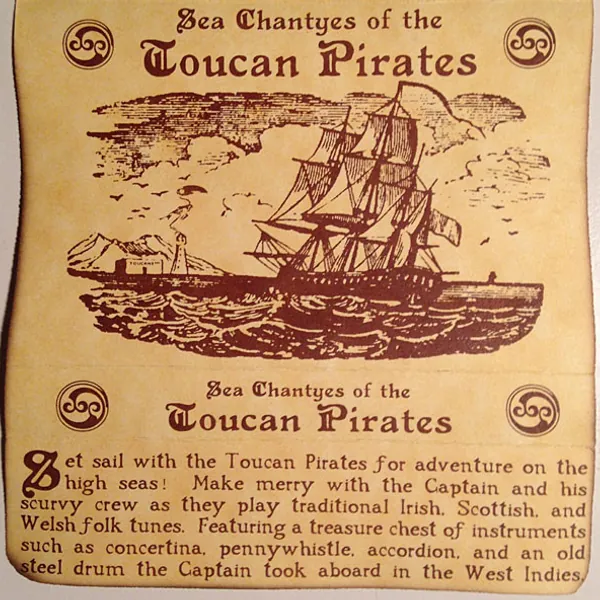 Sea Chantyes of the
Toucan Pirates
TOUCANS
Sea Chantyes of the
Toucan Pirates
Set sail with the Toucan Pirates for adventure on the
high seas! Make merry with the Captain and his
scurvy crew as they play traditional Irish, Scottish, and
Welsh folk tunes. Featuring a treasure chest of instruments
such as concertina, pennywhistle, accordion, and an old
steel drum the Captain took aboard in the West Indies.